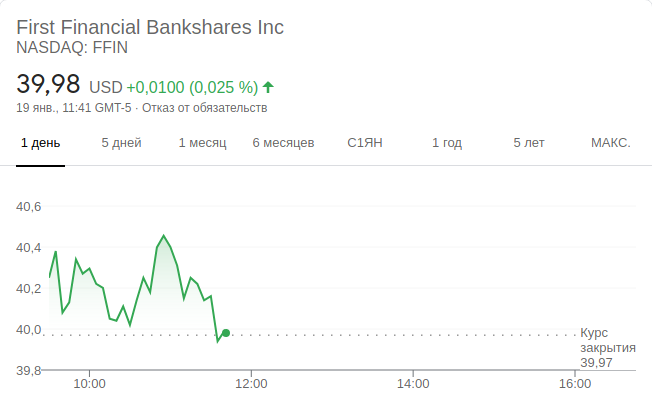 First Financial Bankshares Inc
NASDAQ: FFIN
39,98 USD +0,0100 (0,025 %)
19 янв., 11:41 GMT-5 · Отказ от обязательств
1 день 5 дней 1 месяц 6 месяцев С1ЯН 1 год 5 лет МАКС.
40,6
40,4
40,2
40,0
Курс
закрытия
39,97
39,8
10:00 12:00 14:00 16:00